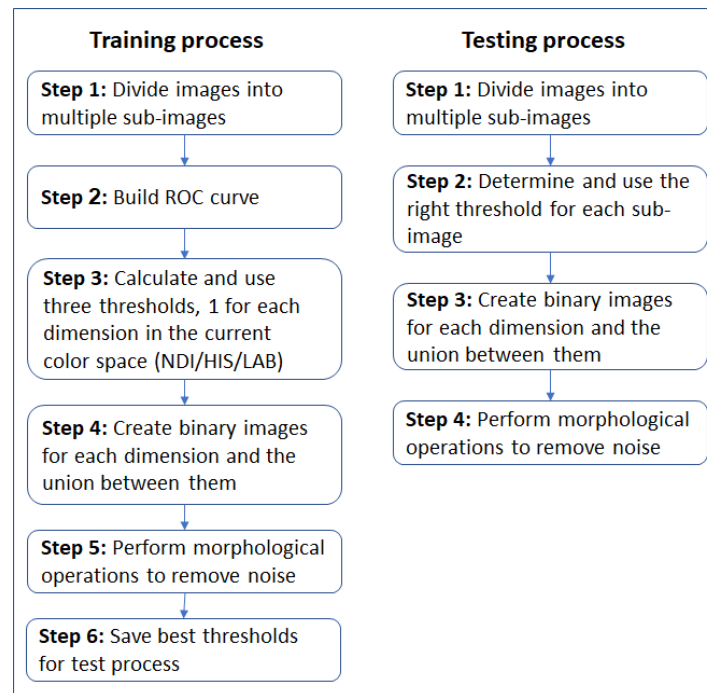 Training process
Step 1: Divide images into
multiple sub-images
Step 2: Build ROC curve
Step 3: Calculate and use
three thresholds, 1 for each
dimension in the current
color space (NDI/HIS/LAB)
Step 4: Create binary images
for each dimension and the
union between them
Step 5: Perform morphological
operations to remove noise
Step 6: Save best thresholds
for test process
Testing process
Step 1: Divide images into
multiple sub-images
Step 2: Determine and use the
right threshold for each sub-
image
Step 3: Create binary images
for each dimension and the
union between them
Step 4: Perform morphological
operations to remove noise